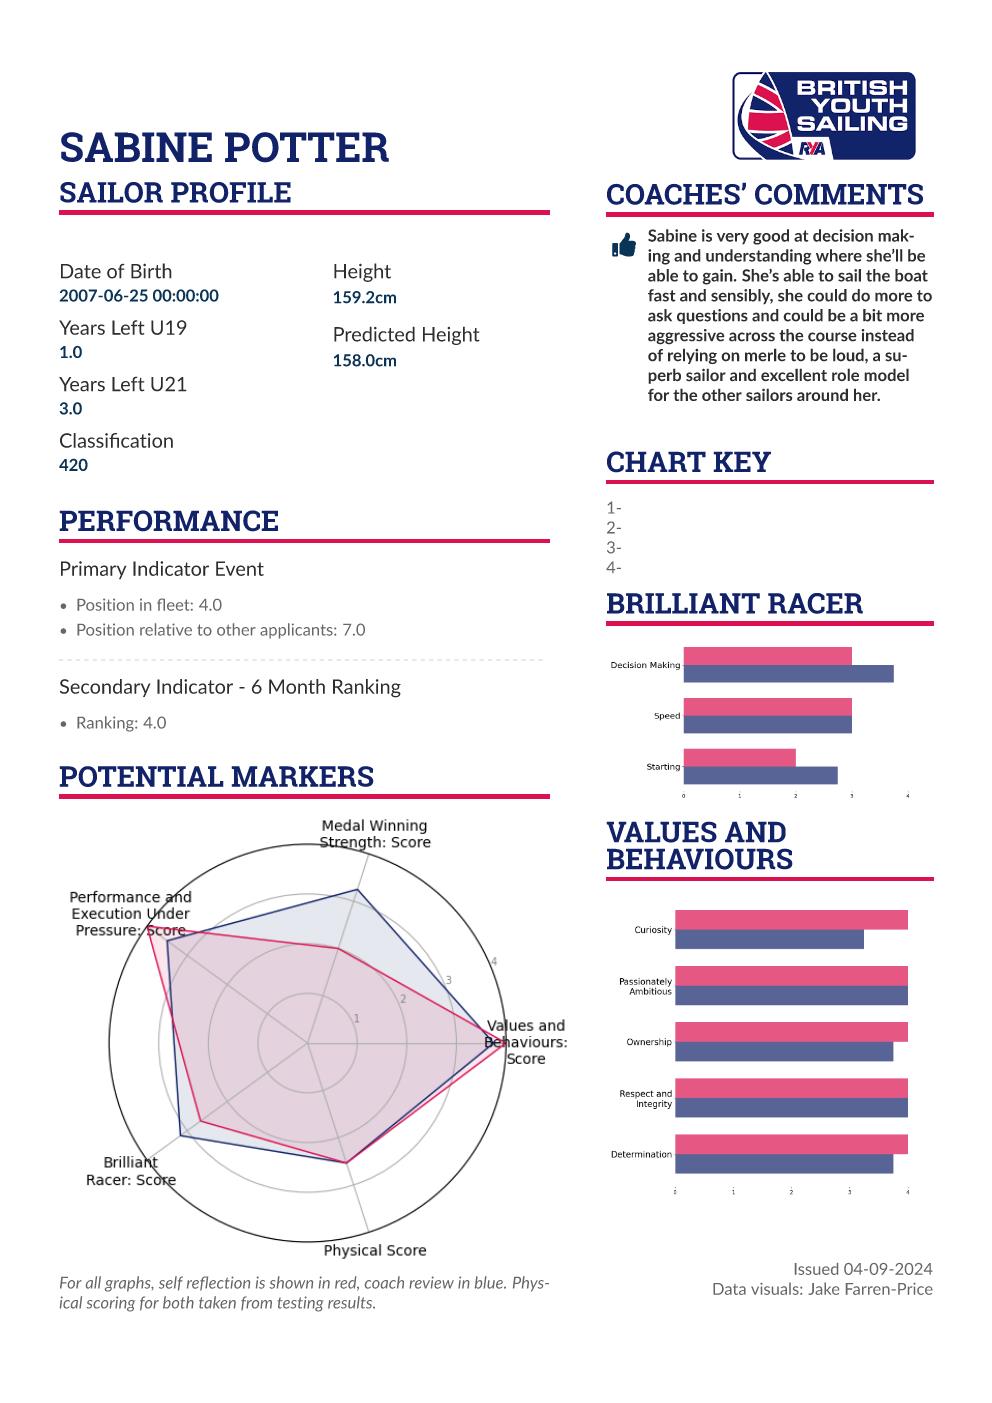 BRITISH
YOUTH
SAILING
RYA
SABINE POTTER
SAILOR PROFILE
Date of Birth
2007-06-25 00:00:00
Years Left U19
1.0
Years Left U21
3.0
Classification
420
Height
159.2cm
Predicted Height
158.0cm
PERFORMANCE
Primary Indicator Event
• Position in fleet: 4.0
• Position relative to other applicants: 7.0
Secondary Indicator - 6 Month Ranking
• Ranking: 4.0
POTENTIAL MARKERS
Medal Winning
Strength: Score
Performance and
Execution Under
Pressure: Score
4
3
2
1
Values and
Behaviours:
Score
Brilliant
Racer: Score
Physical Score
For all graphs, self reflection is shown in red, coach review in blue. Phys-
ical scoring for both taken from testing results.
COACHES’ COMMENTS
Sabine is very good at decision mak-
ing and understanding where she’ll be
able to gain. She’s able to sail the boat
fast and sensibly, she could do more to
ask questions and could be a bit more
aggressive across the course instead
of relying on merle to be loud, a su-
perb sailor and excellent role model
for the other sailors around her.
CHART KEY
1-
2-
3-
4-
BRILLIANT RACER
Decision Making
Speed
Starting
0 1 2 3 4
VALUES AND
BEHAVIOURS
Curiosity
Passionately
Ambitious
Ownership
Respect and
Integrity
Determination
0 1 2 3 4
Issued 04-09-2024
Data visuals: Jake Farren-Price